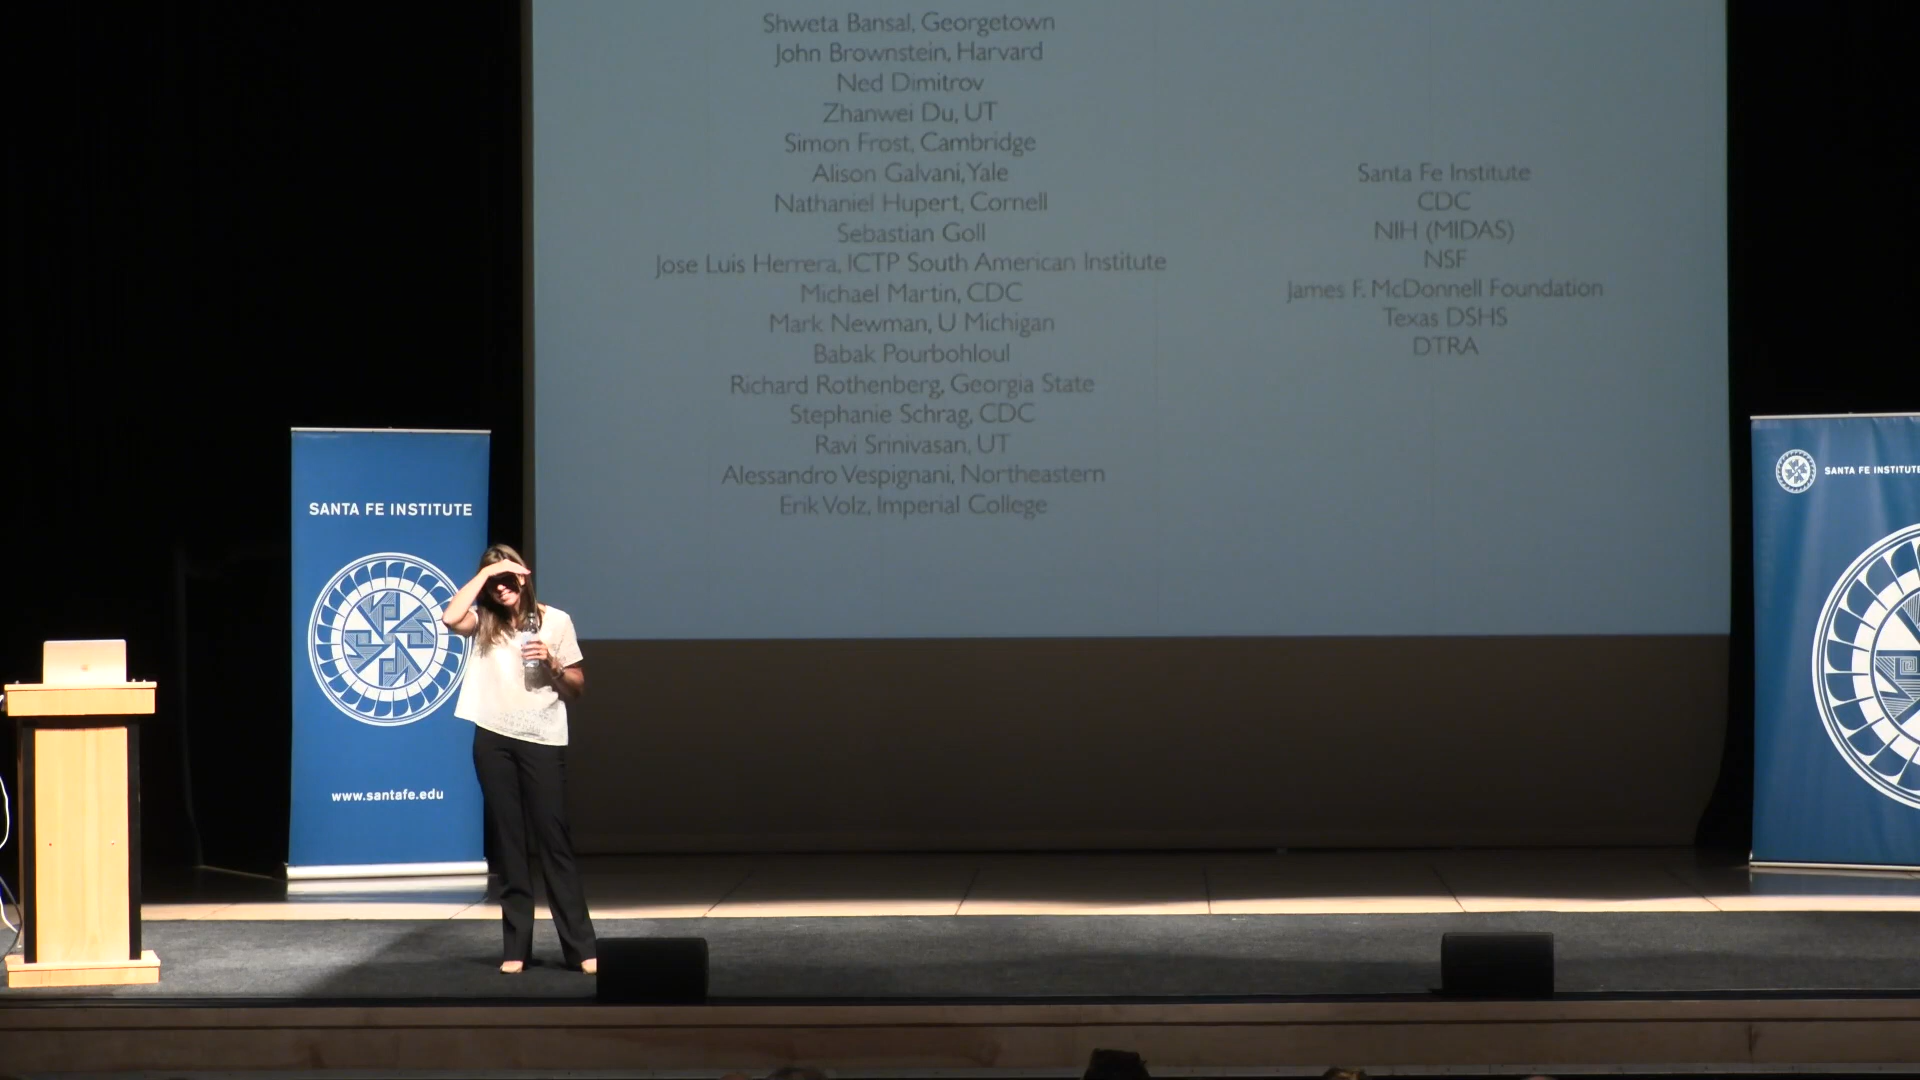 Shweta Bansal, Georgetown
John Brownstein, Harvard
Ned Dimitrov
Zhanwei Du, UT
Simon Frost, Cambridge
Alison Galvani, Yale
Nathaniel Hupert, Cornell
Sebastian Goll
Jose Luis Herrera, ICTP South American Institute
Michael Martin, CDC
Mark Newman, U Michigan
Babak Pourbohloul
Richard Rothenberg, Georgia State
Stephanie Schrag, CDC
Ravi Srinivasan, UT
Alessandro Vespignani, Northeastern
Erik Volz, Imperial College
Santa Fe Institute
CDC
NIH (MIDAS)
NSF
James F. McDonnell Foundation
Texas DSHS
DTRA
SANTA FE INSTITUTE
www.santafe.edu
SANTA FE INSTITUTE